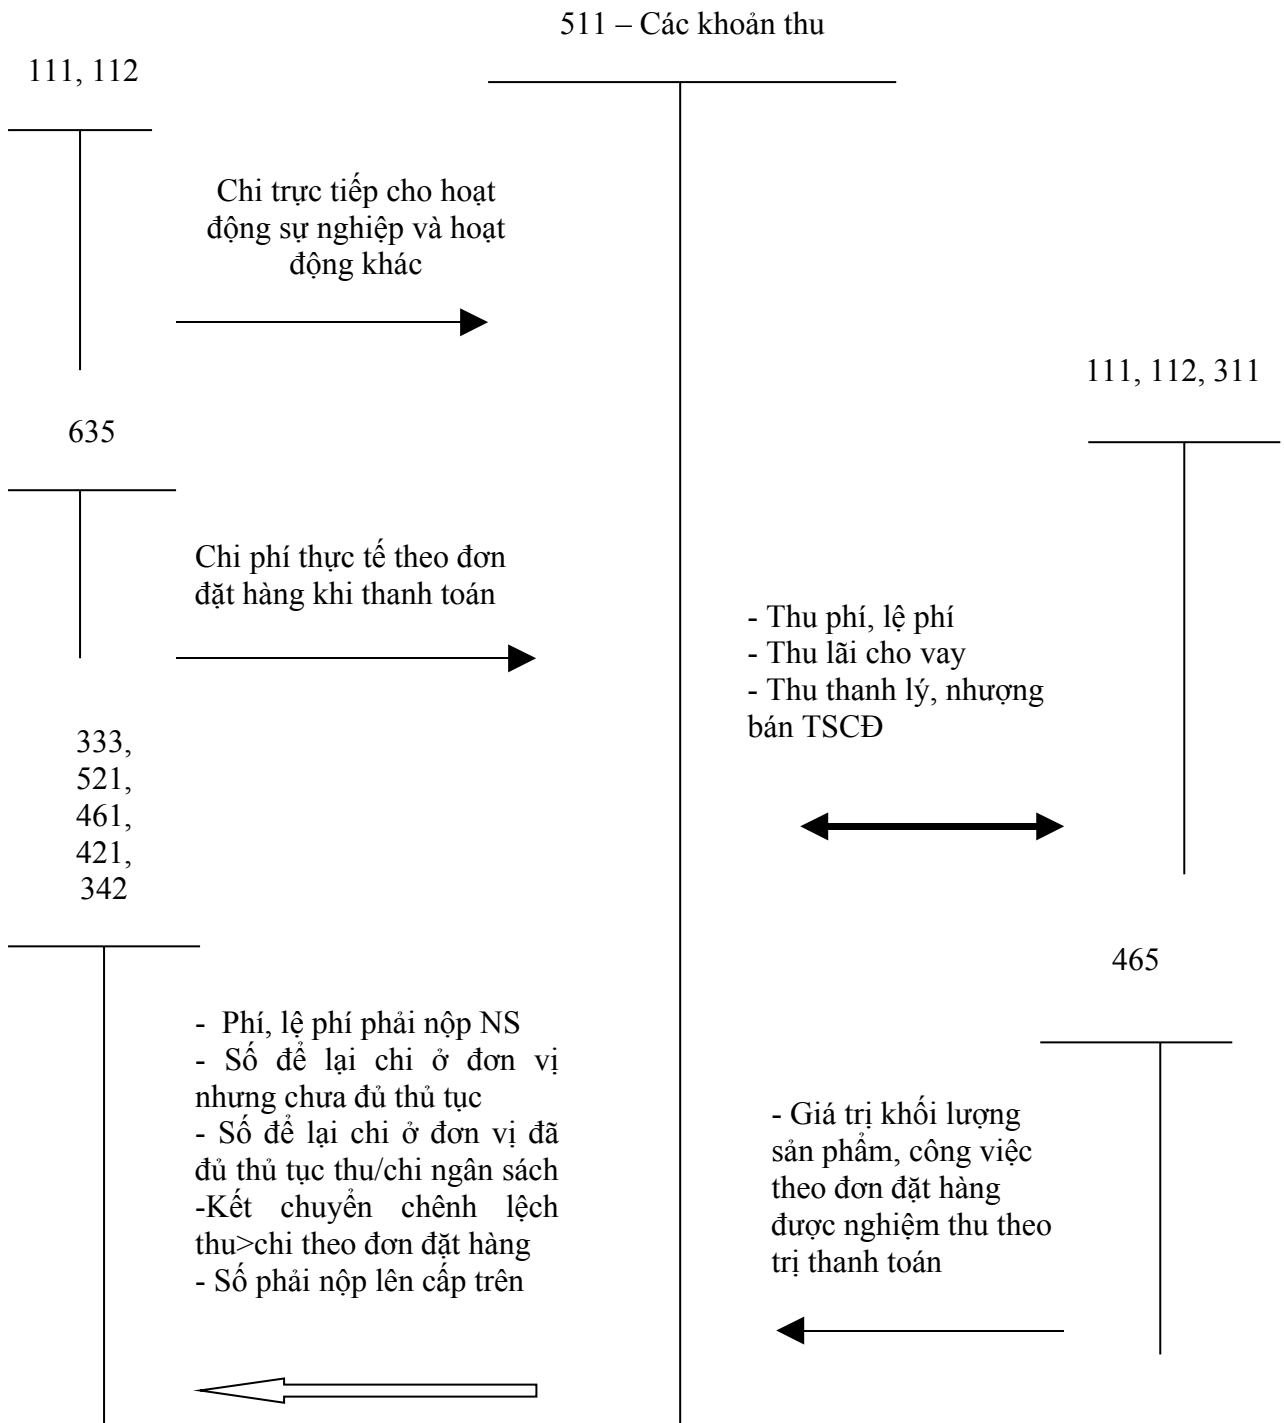 511 – Các khoản thu
111, 112
Chi trực tiếp cho hoạt
động sự nghiệp và hoạt
động khác
111, 112, 311
635
Chi phí thực tế theo đơn
đặt hàng khi thanh toán
- Thu phí, lệ phí
- Thu lãi cho vay
- Thu thanh lý, nhượng
bán TSCĐ
333,
521,
461,
421,
342
465
- Phí, lệ phí phải nộp NS
- Số để lại chi ở đơn vị
nhưng chưa đủ thủ tục
- Số để lại chi ở đơn vị đã
đủ thủ tục thu/chi ngân sách
-Kết chuyển chênh lệch
thu>chi theo đơn đặt hàng
- Số phải nộp lên cấp trên
- Giá trị khối lượng
sản phẩm, công việc
theo đơn đặt hàng
được nghiệm thu theo
trị thanh toán